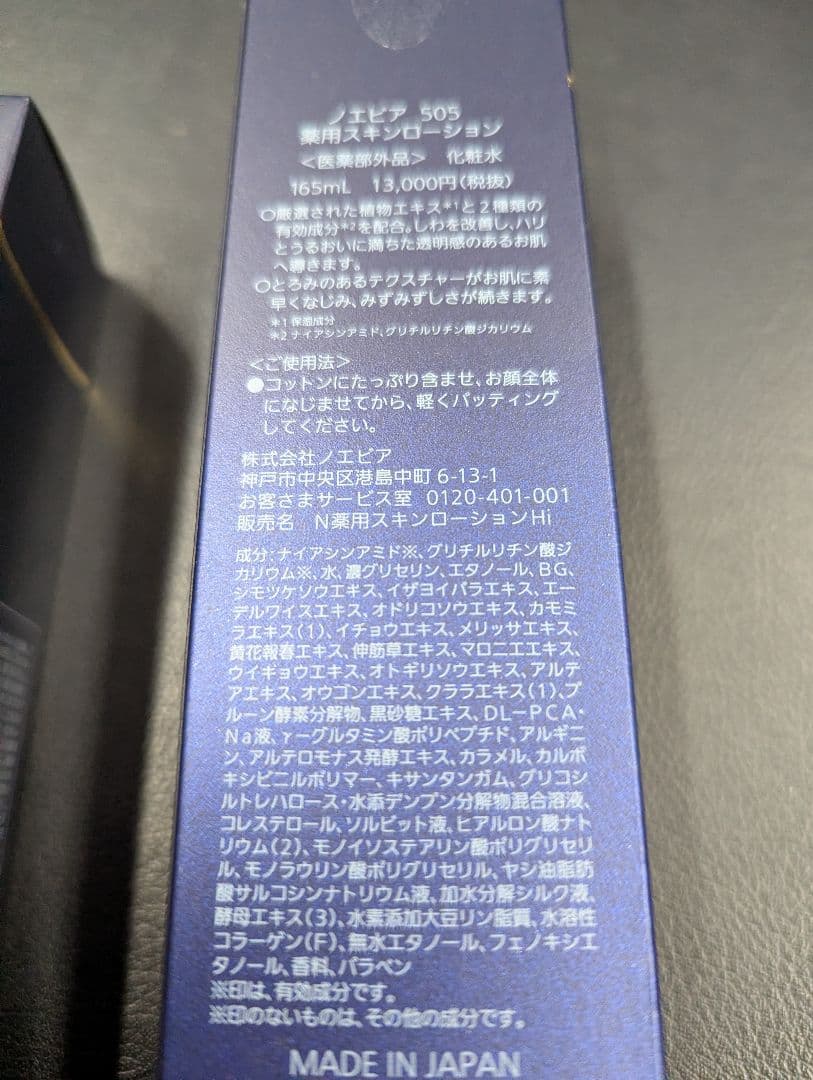 ノエビア 505
薬用スキンローション
＜医薬部外品＞ 化粧水
165mL 13,000円(税抜)
○厳選された植物エキス*1と2種類の
有効成分*2を配合。しわを改善し、ハリ
とうるおいに満ちた透明感のあるお肌
へ導きます。
○とろみのあるテクスチャーがお肌に素
早くなじみ、みずみずしさが続きます。
*1 保湿成分
*2 ナイアシンアミド、グリチルリチン酸ジカリウム
＜ご使用法＞
●コットンにたっぷり含ませ、お顔全体
になじませてから、軽くパッティング
してください。
株式会社ノエビア
神戸市中央区港島中町 6-13-1
お客さまサービス室 0120-401-001
販売名 N薬用スキンローションHi
成分：ナイアシンアミド※、グリチルリチン酸ジ
カリウム※、水、濃グリセリン、エタノール、BG、
シモツケソウエキス、イザヨイバラエキス、エー
デルワイスエキス、オドリコソウエキス、カモミ
ラエキス(1)、イチョウエキス、メリッサエキス、
黄花報春エキス、伸筋草エキス、マロニエエキス、
ウイキョウエキス、オトギリソウエキス、アルテ
アエキス、オウゴンエキス、クララエキス(1)、プ
ルーン酵素分解物、黒砂糖エキス、DL-PCA・
Na液、γ-グルタミン酸ポリペプチド、アルギニ
ン、アルテロモナス発酵エキス、カラメル、カルボ
キシビニルポリマー、キサンタンガム、グリコシ
ルトレハロース・水添デンプン分解物混合溶液、
コレステロール、ソルビット液、ヒアルロン酸ナト
リウム(2)、モノイソステアリン酸ポリグリセリ
ル、モノラウリン酸ポリグリセリル、ヤシ油脂肪
酸サルコシンナトリウム液、加水分解シルク液、
酵母エキス(3)、水素添加大豆リン脂質、水溶性
コラーゲン(F)、無水エタノール、フェノキシエ
タノール、香料、パラベン
※印は、有効成分です。
※印のないものは、その他の成分です。
MADE IN JAPAN